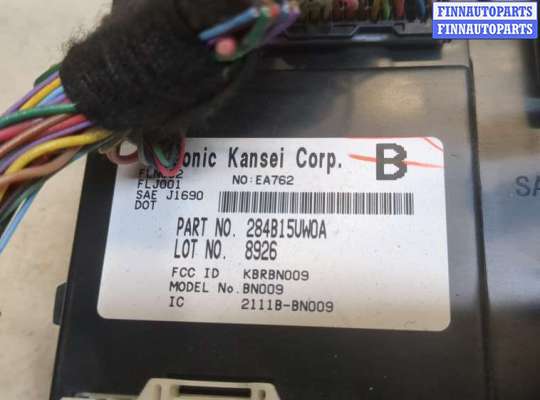 FINNAUTOPARTS
FINNAUTOPARTS
onic Kansei Corp. B
FLJ001 NO:EA762
SAE J1690
DOT
PART NO. 284B15UW0A
LOT NO. 8926
FCC ID KBRBN009
MODEL No. BN009
IC 2111B-BN009
SA